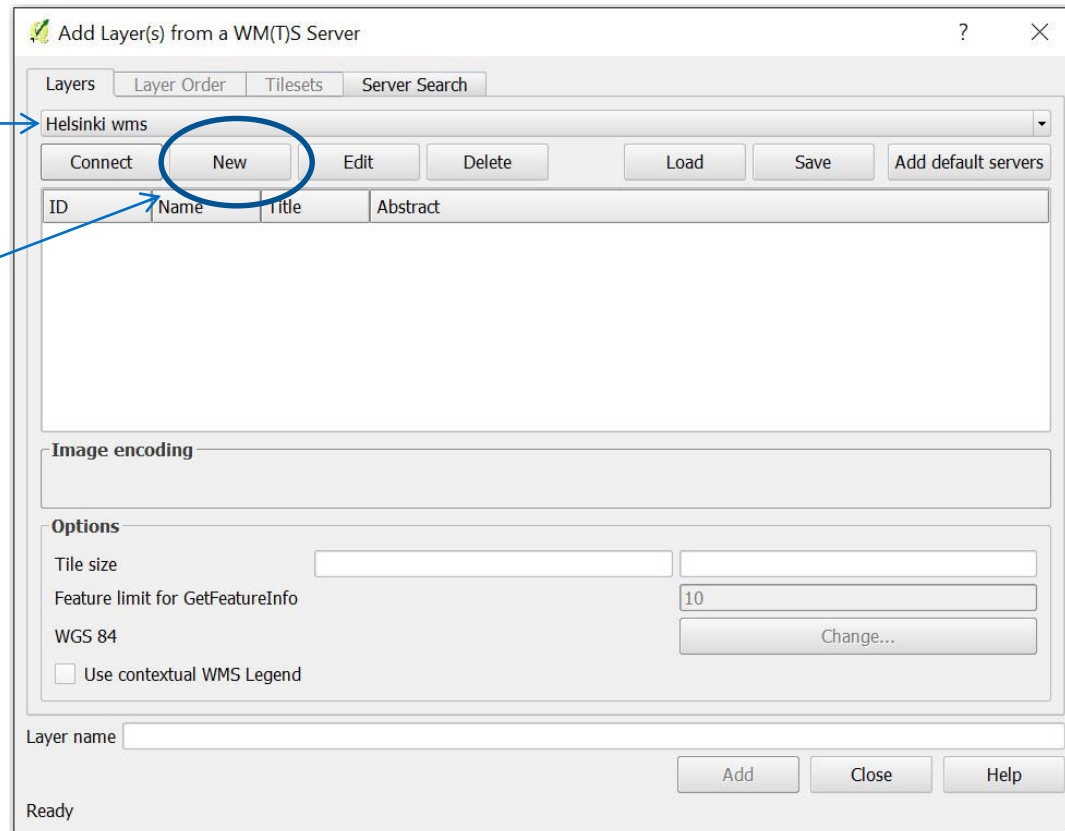 Add Layer(s) from a WM(T)S Server ?
Layers Layer Order Tilesets Server Search
Helsinki wms
Connect New Edit Delete Load Save Add default servers
ID Name Title Abstract
Image encoding
Options
Tile size
Feature limit for GetFeatureInfo 10
WGS 84 Change...
Use contextual WMS Legend
Layer name
Add Close Help
Ready